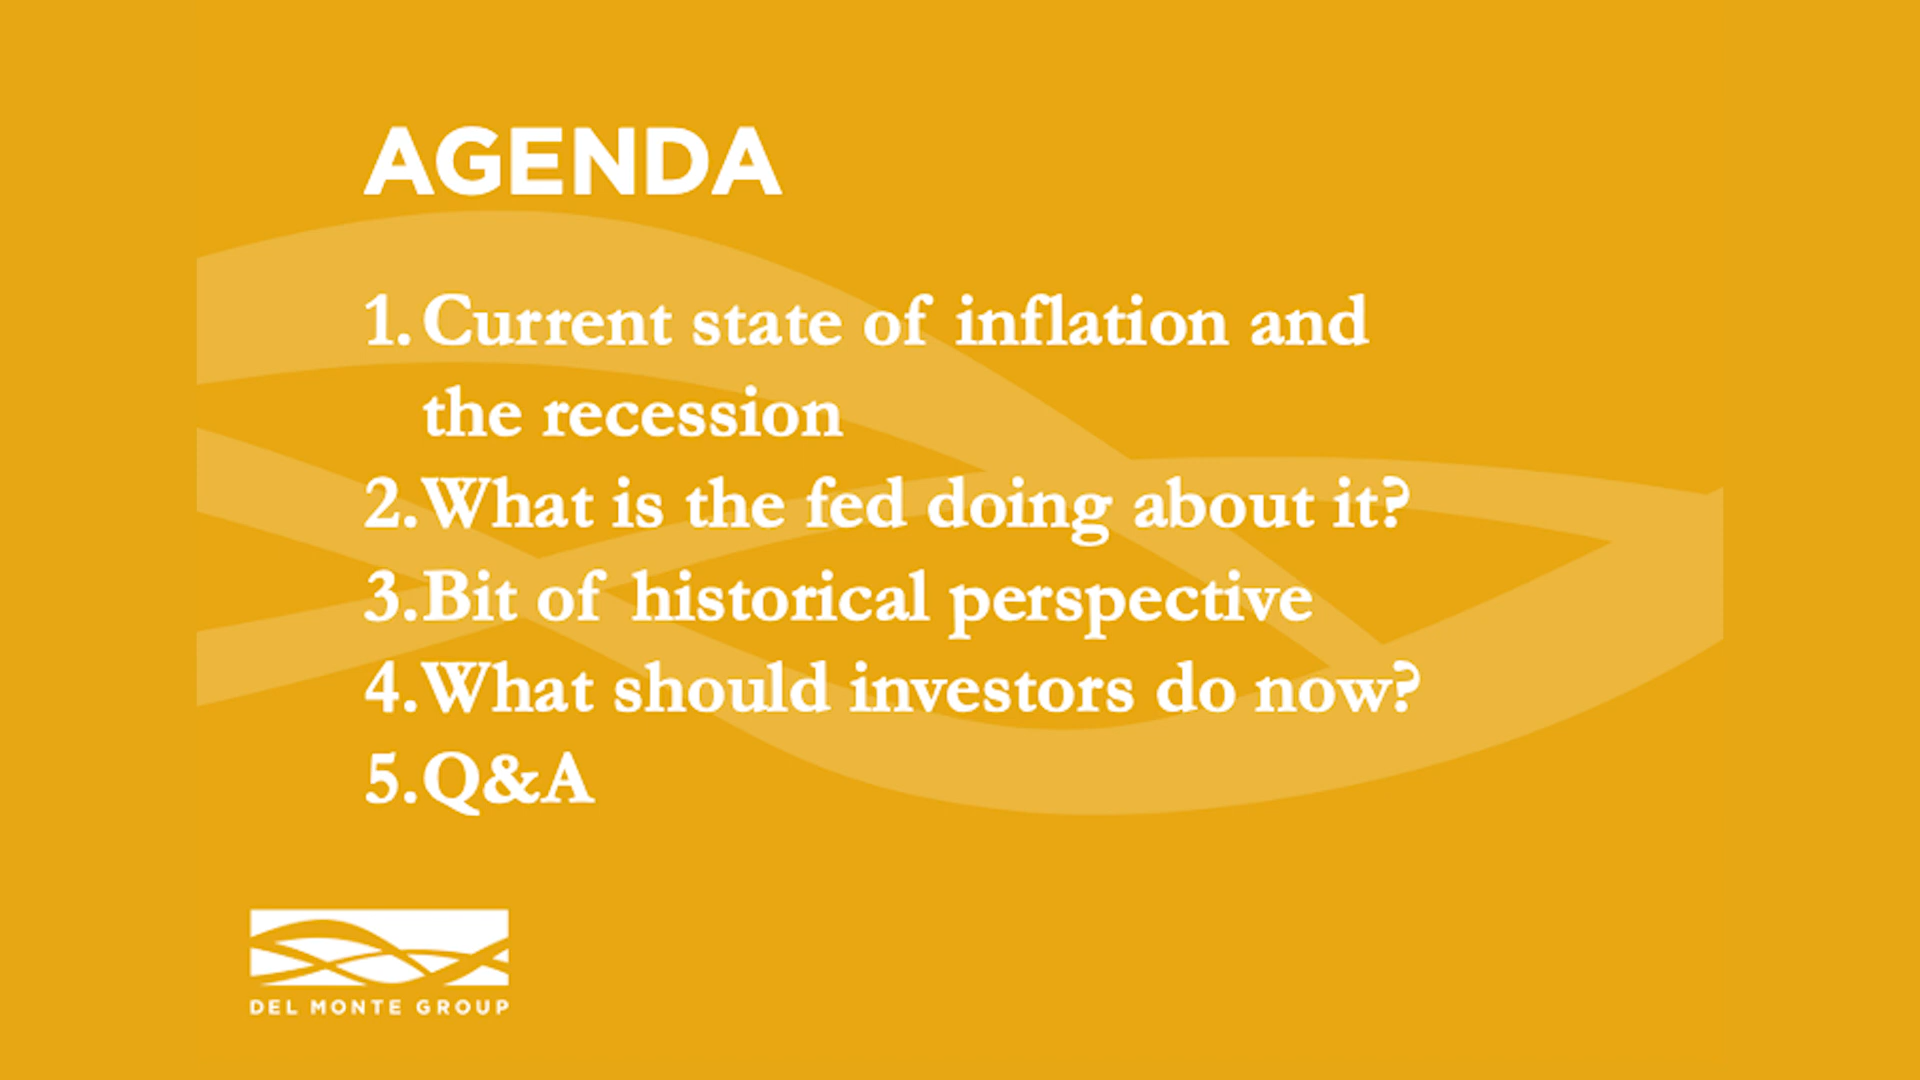 AGENDA
1. Current state of inflation and
the recession
2. What is the fed doing about it?
3. Bit of historical perspective
4. What should investors do now?
5. Q&A
DEL MONTE GROUP